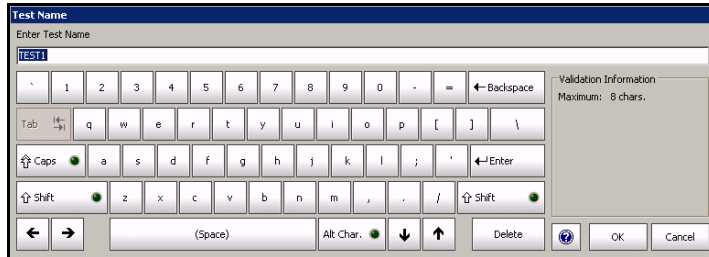 Test Name
Enter Test Name
TEST1
` 1 2 3 4 5 6 7 8 9 0 - = Backspace
Validation Information
Maximum: 8 chars.
Tab q w e r t y u i o p [ ] \
Caps a s d f g h j k l ; ' Enter
Shift z x c v b n m , . / Shift
(Space) Alt Char. Delete ? OK Cancel